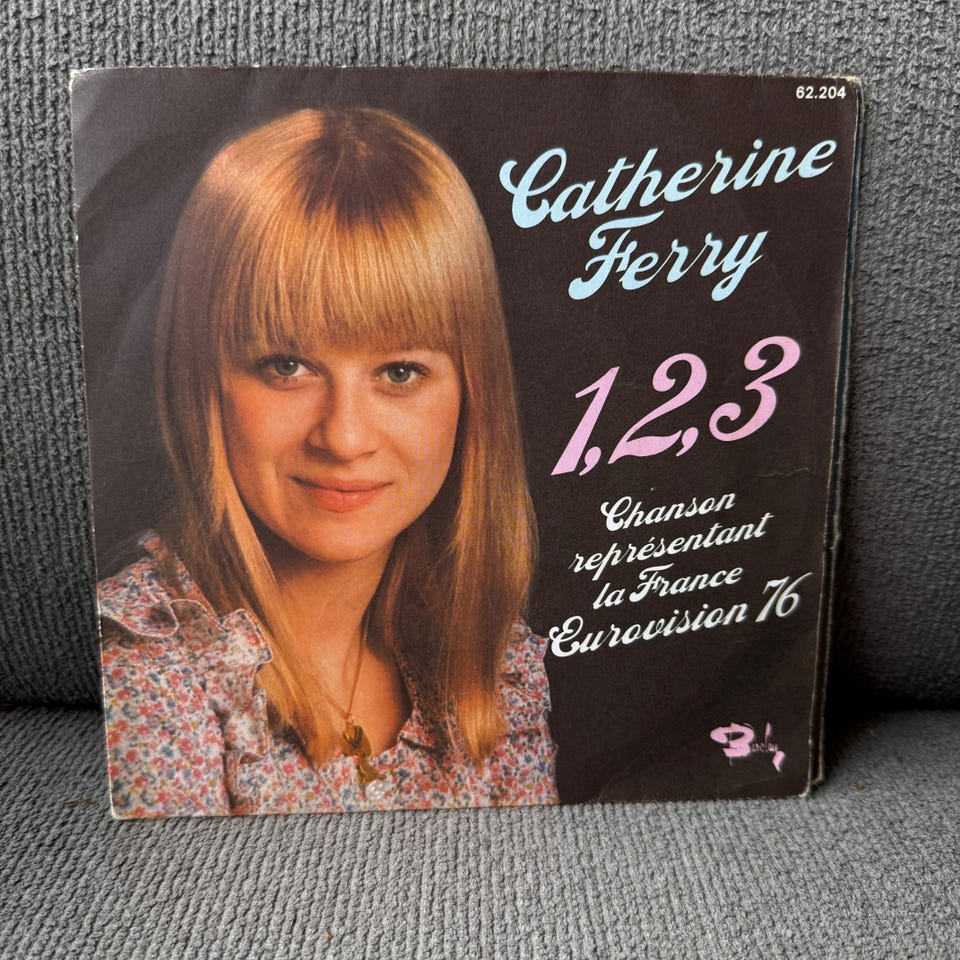 62.204
Catherine
Ferry
1,2,3
Chanson
représentant
la France
Eurovision 76
Barclay